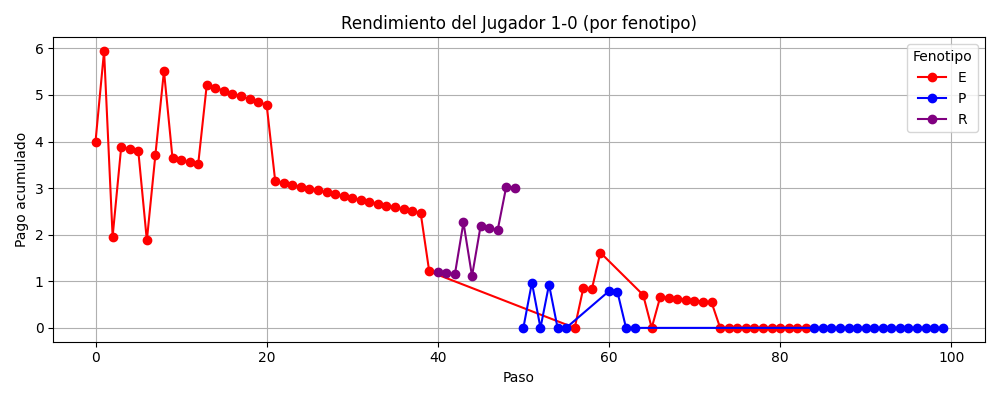 Rendimiento del Jugador 1-0 (por fenotipo)
Pago acumulado
6
5
4
3
2
1
0
Fenotipo
E
P
R
0
20
40
60
80
100
Paso